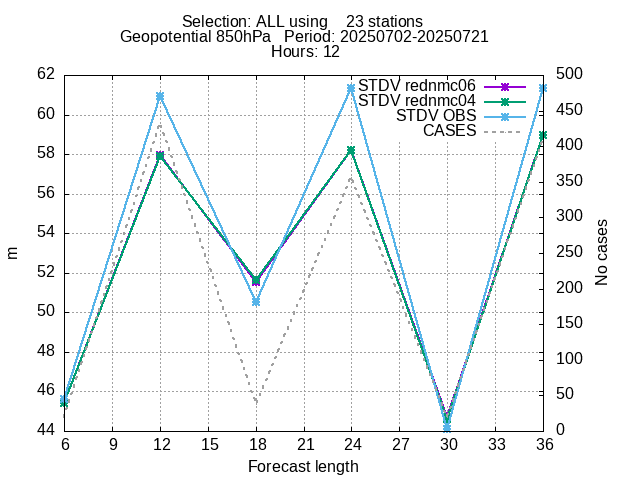 Selection: ALL using    23 stations
Geopotential 850hPa   Period: 20250702-20250721
Hours: 12
62
60
58
56
54
52
50
48
46
44
m
STDV rednmc06
STDV rednmc04
STDV OBS
CASES
500
450
400
350
300
250
200
150
100
50
0
No cases
6 9 12 15 18 21 24 27 30 33 36
Forecast length